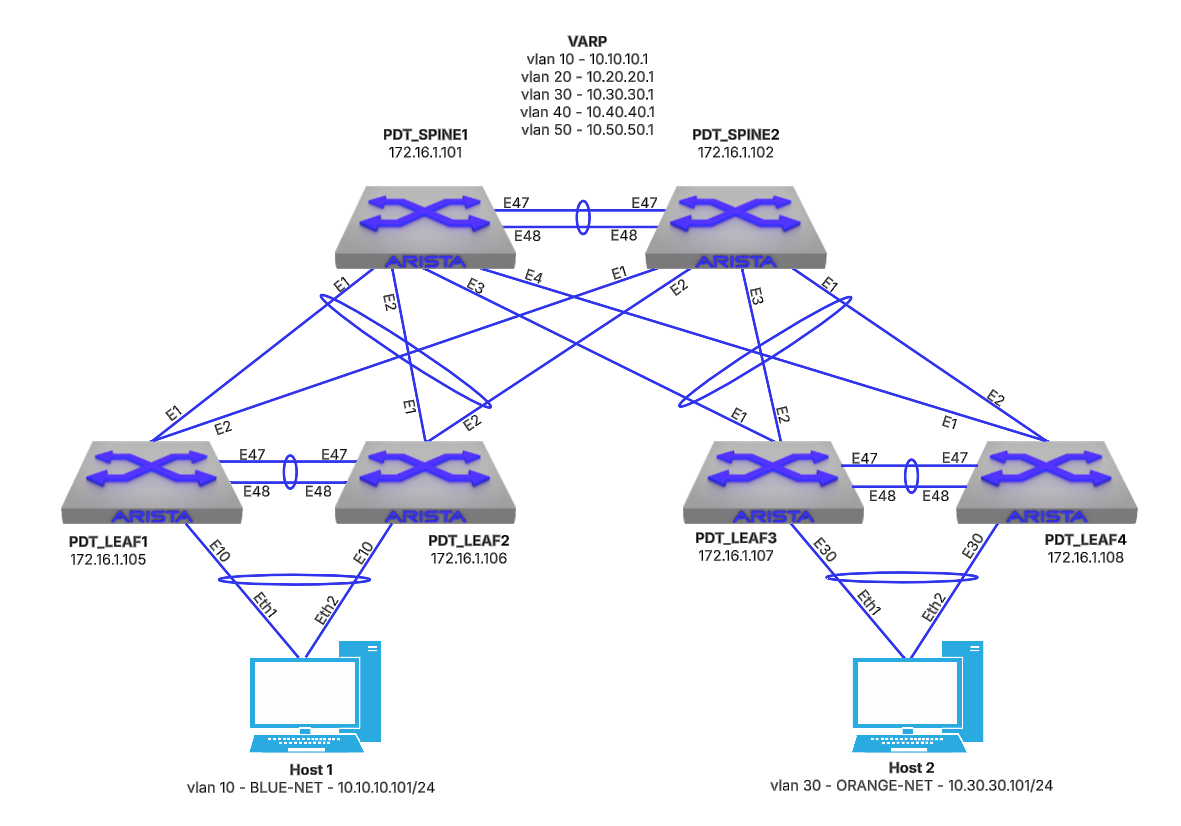 VARP
vlan 10 - 10.10.10.1
vlan 20 - 10.20.20.1
vlan 30 - 10.30.30.1
vlan 40 - 10.40.40.1
vlan 50 - 10.50.50.1
PDT_SPINE1
172.16.1.101
PDT_SPINE2
172.16.1.102
E47
E47
E48
E48
ARISTA
ARISTA
E1
E2
E3
E4
E1
E2
E3
E1
E1
E2
E1
E2
E1
E2
E1
E2
E47
E47
E48
E48
E47
E47
E48
E48
ARISTA
ARISTA
ARISTA
ARISTA
PDT_LEAF1
172.16.1.105
PDT_LEAF2
172.16.1.106
PDT_LEAF3
172.16.1.107
PDT_LEAF4
172.16.1.108
E10
E10
E30
E30
Eth1
Eth2
Eth1
Eth2
Host 1
vlan 10 - BLUE-NET - 10.10.10.101/24
Host 2
vlan 30 - ORANGE-NET - 10.30.30.101/24